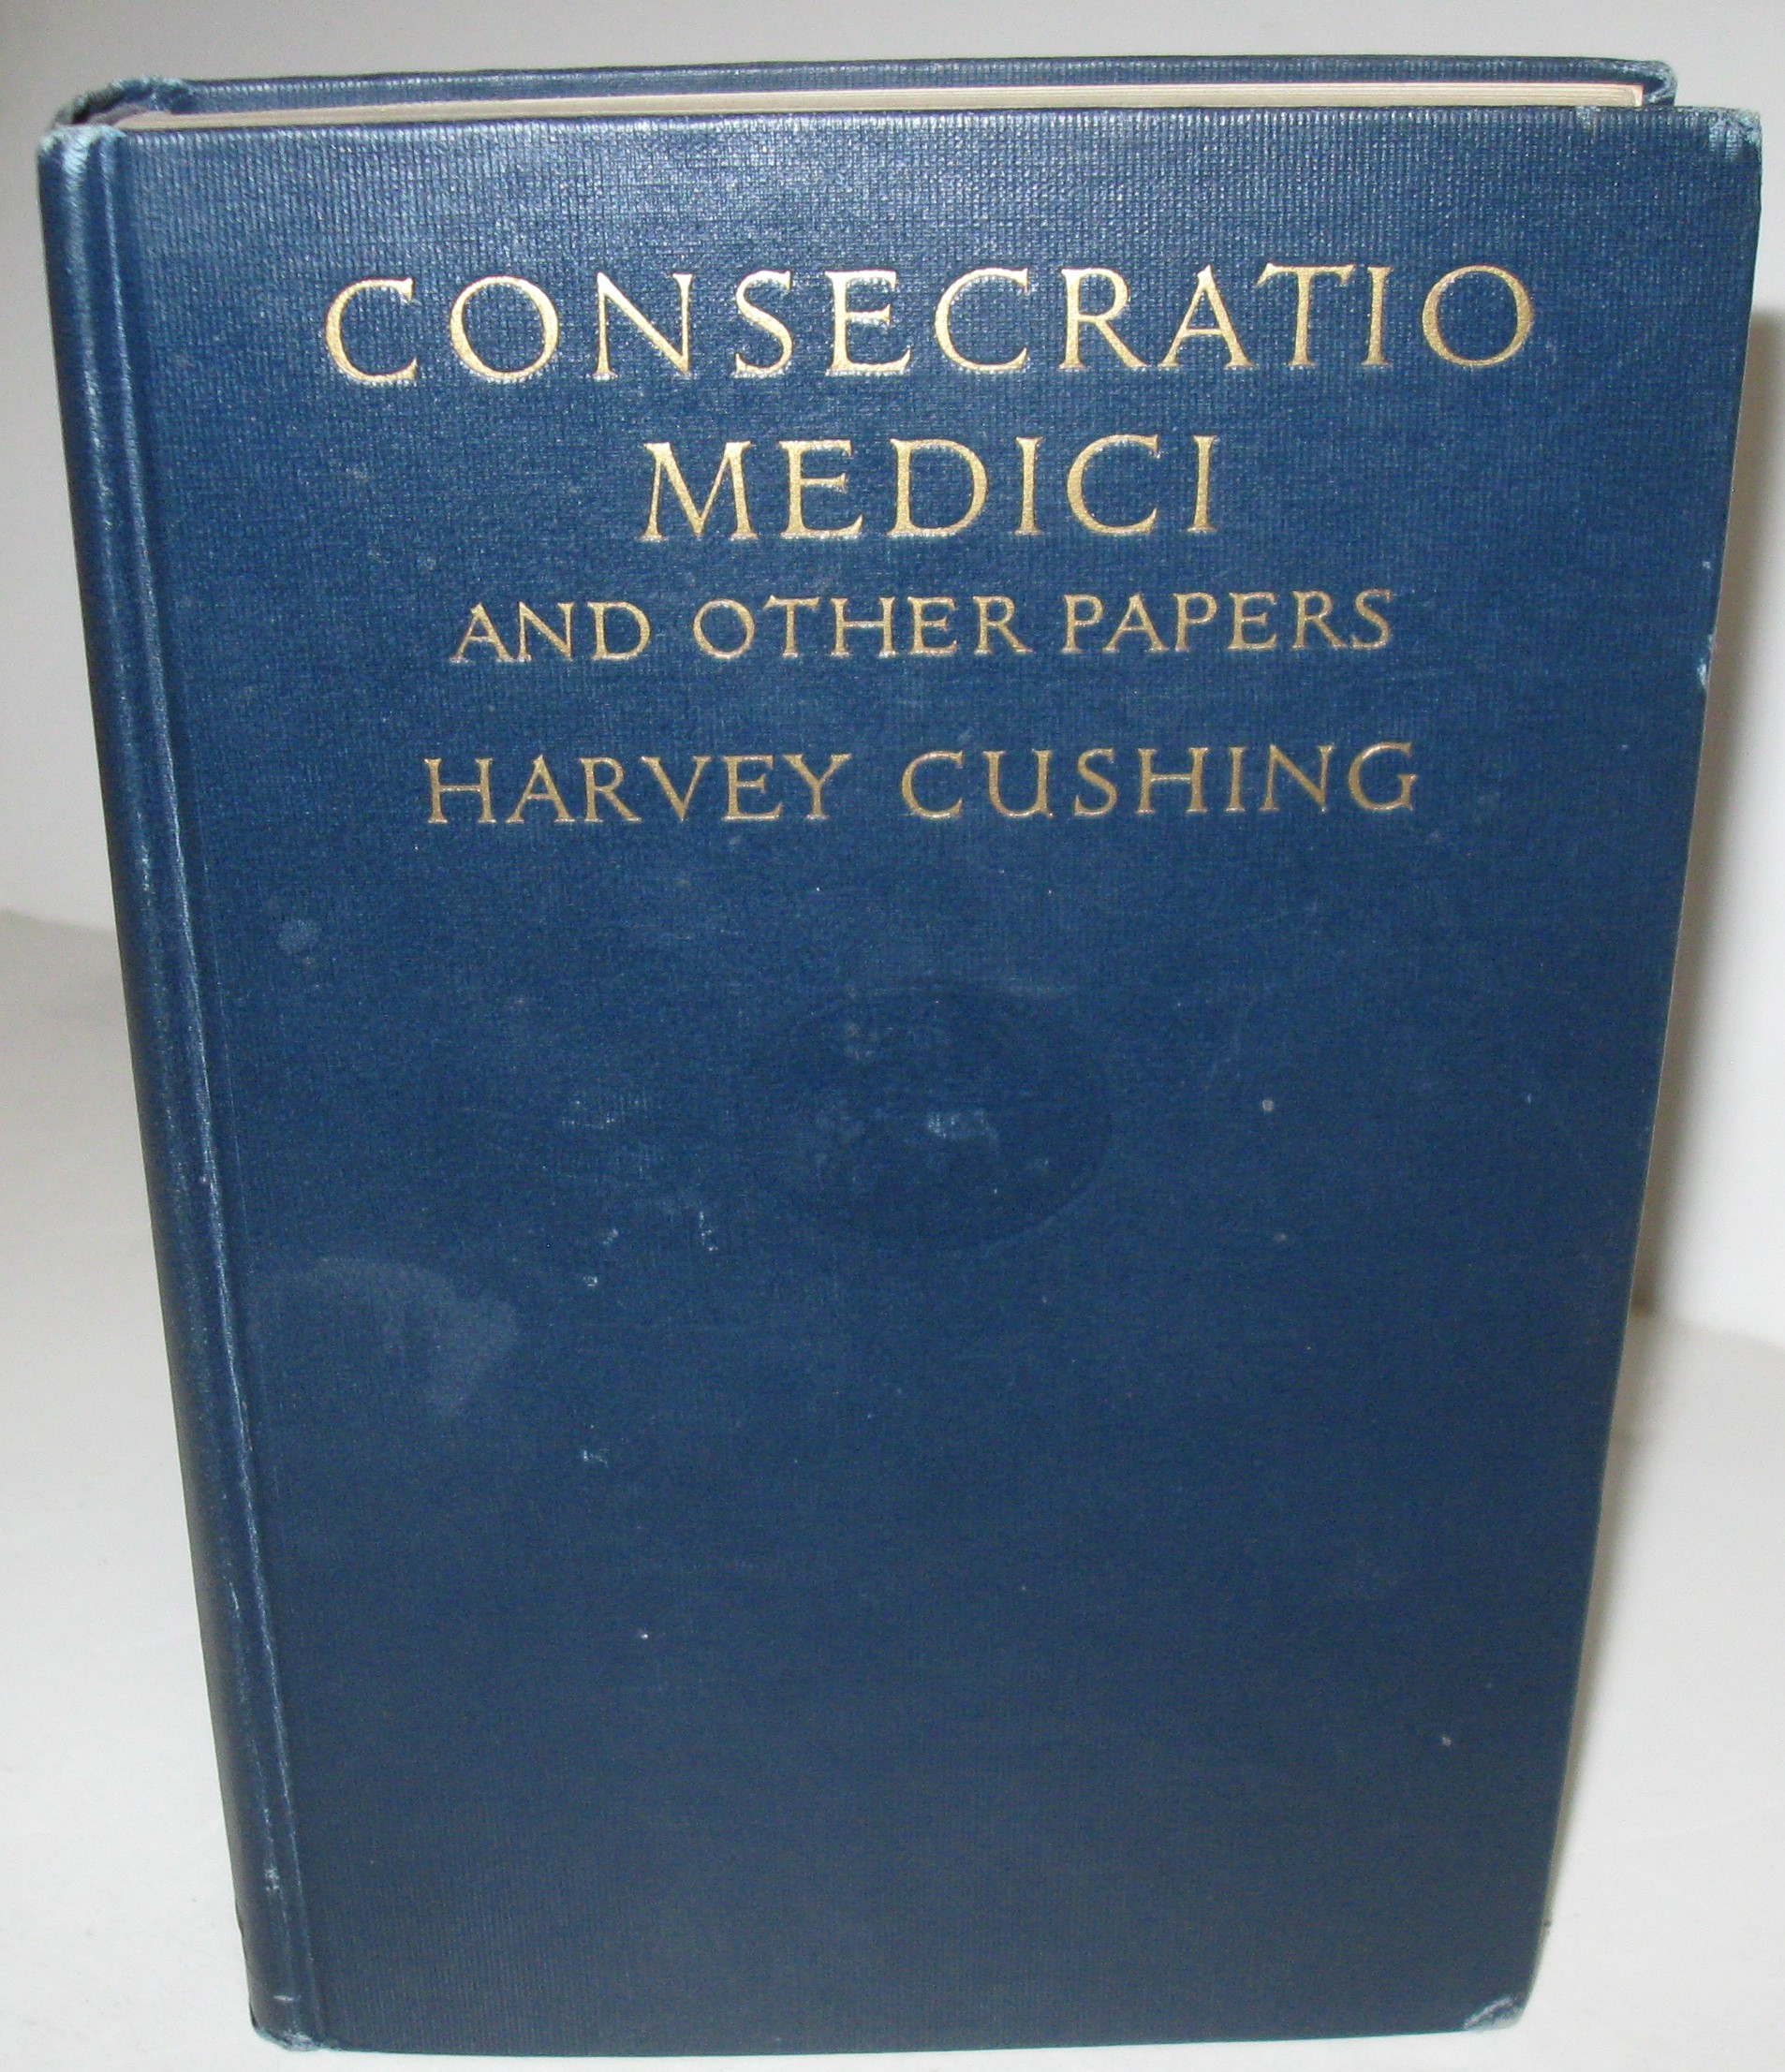 CONSECRATIO
MEDICI
AND OTHER PAPERS
HARVEY CUSHING